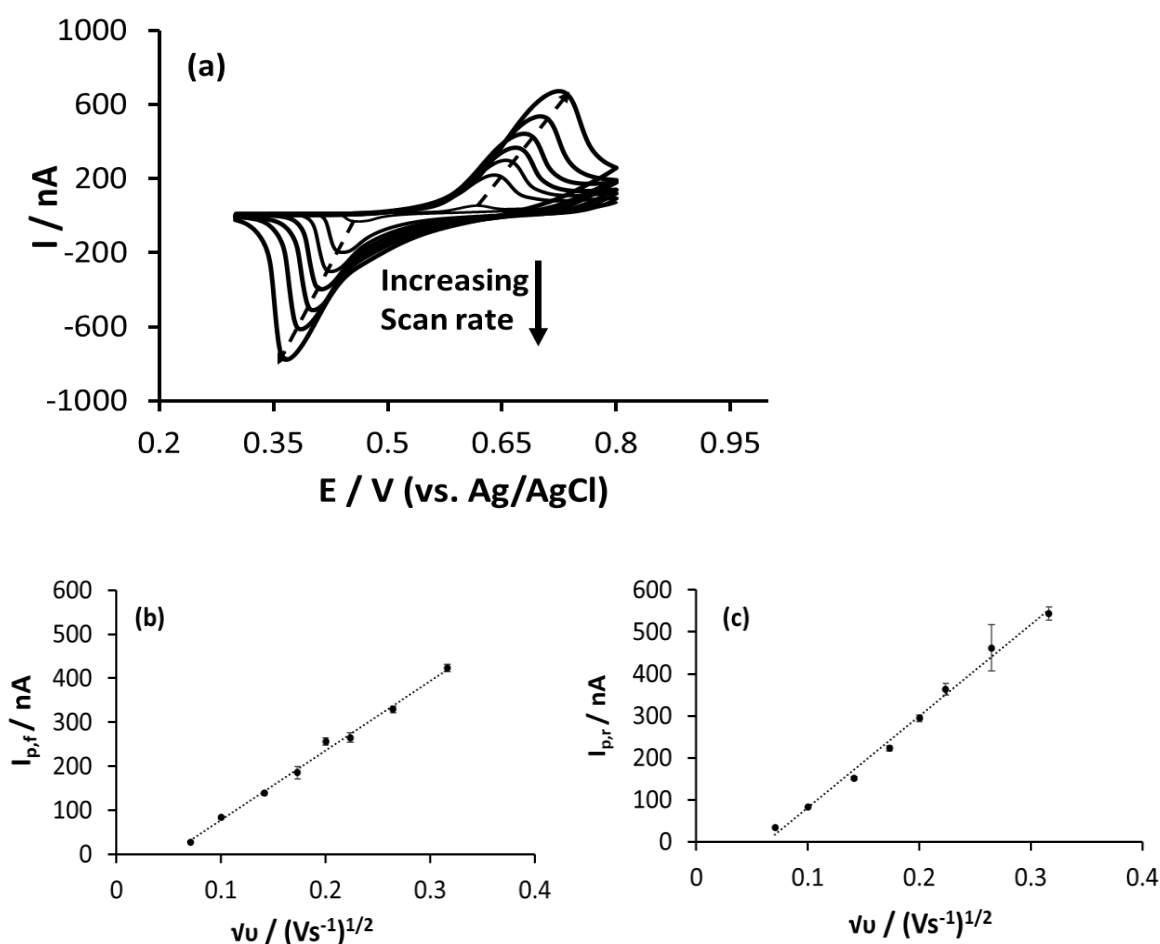 1000
(a)
600
200
-200
-600
-1000
I / nA
Increasing
Scan rate
0.2 0.35 0.5 0.65 0.8 0.95
E / V (vs. Ag/AgCl)
600
500
400
300
200
100
0
(b)
I_p,f / nA
0 0.1 0.2 0.3 0.4
√υ / (Vs⁻¹)¹/²
600
500
400
300
200
100
0
(c)
I_p,r / nA
0 0.1 0.2 0.3 0.4
√υ / (Vs⁻¹)¹/²